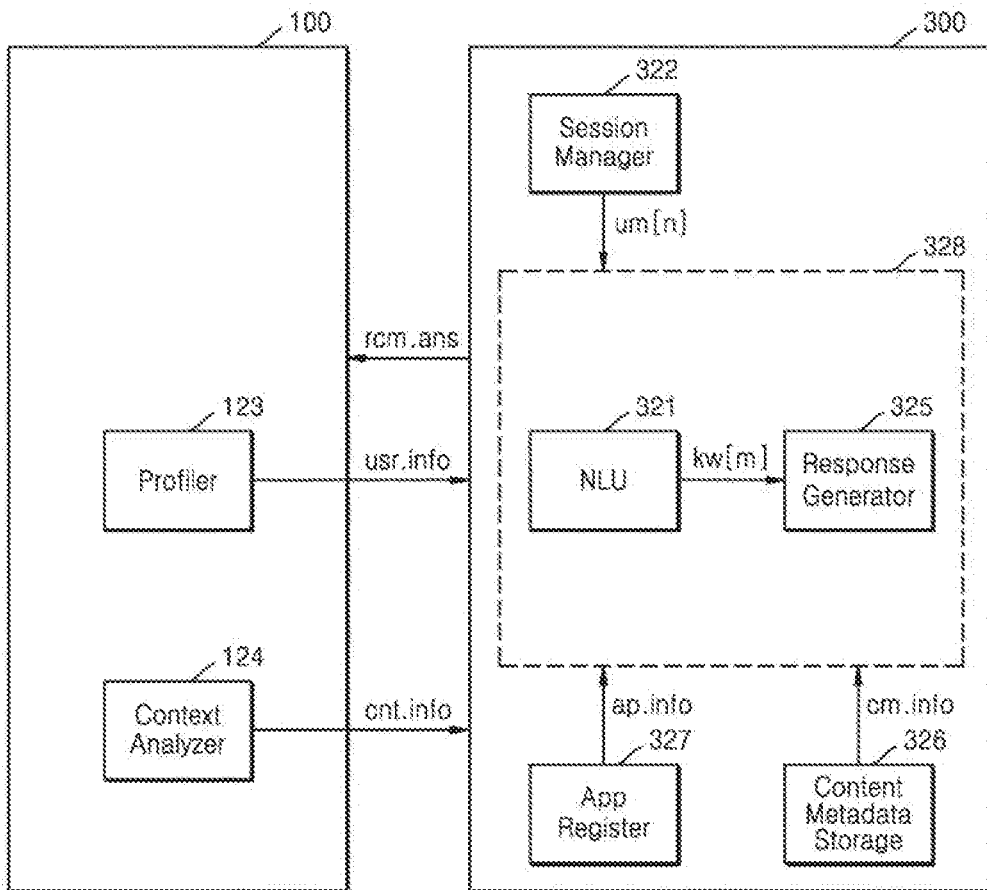 100
300
322
Session
Manager
um[n]
328
rcm.ans
123
Profiler
usr.info
321
NLU
kw[m]
325
Response
Generator
124
Context
Analyzer
cnt.info
ap.info
327
App
Register
cm.info
326
Content
Metadata
Storage